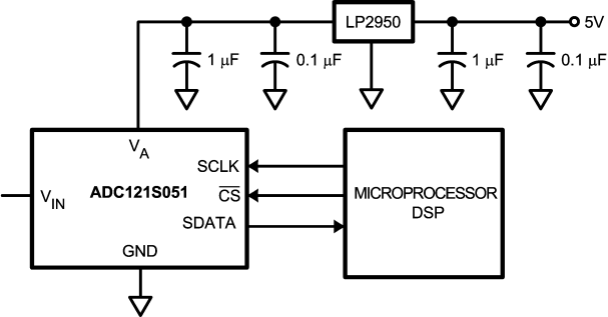 LP2950
5V
1 µF
0.1 µF
1 µF
0.1 µF
VA
SCLK
VIN
ADC121S051
C̅S̅
MICROPROCESSOR
DSP
SDATA
GND